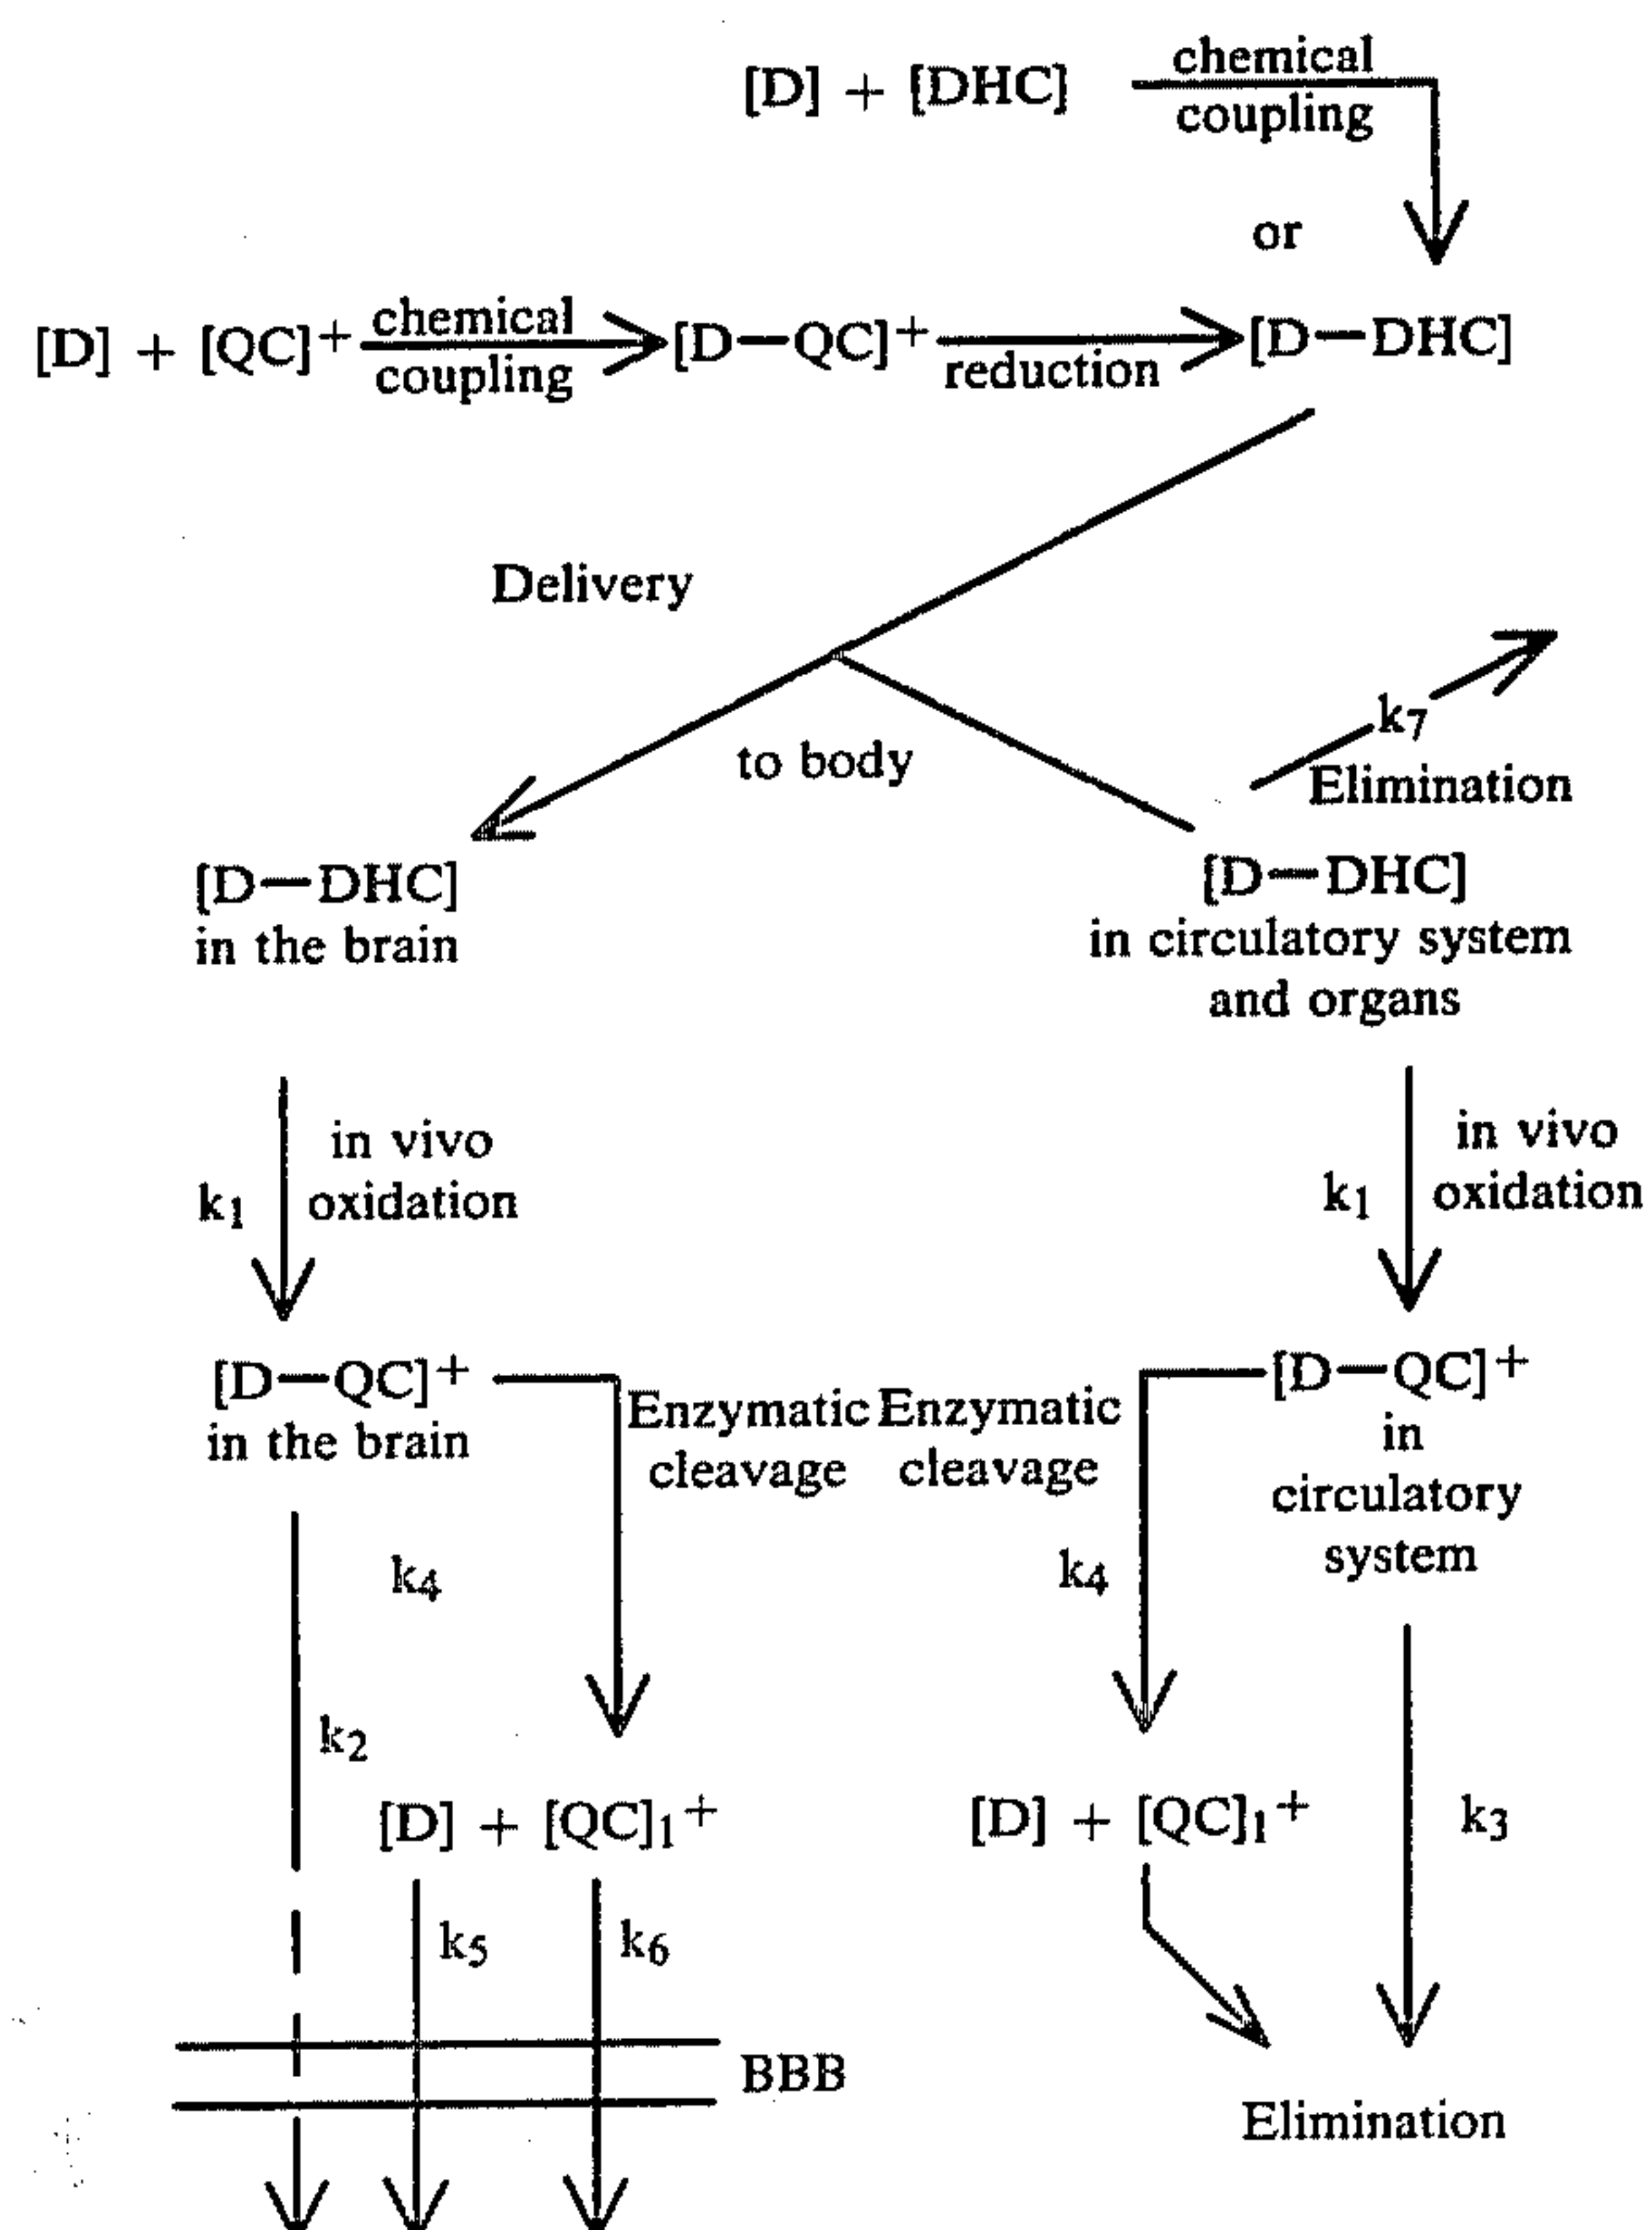 [D] + [DHC] chemical
coupling
or
[D] + [QC]+ chemical coupling [D—QC]+ reduction [D—DHC]
Delivery
k7
to body
Elimination
[D—DHC]
in the brain
[D—DHC]
in circulatory system
and organs
k1
in vivo
oxidation
k1
in vivo
oxidation
[D—QC]+
in the brain
Enzymatic
cleavage
Enzymatic
cleavage
[D—QC]+
in
circulatory
system
k4
k4
k2
[D] + [QC]1+
[D] + [QC]1+
k3
k5
k6
BBB
Elimination